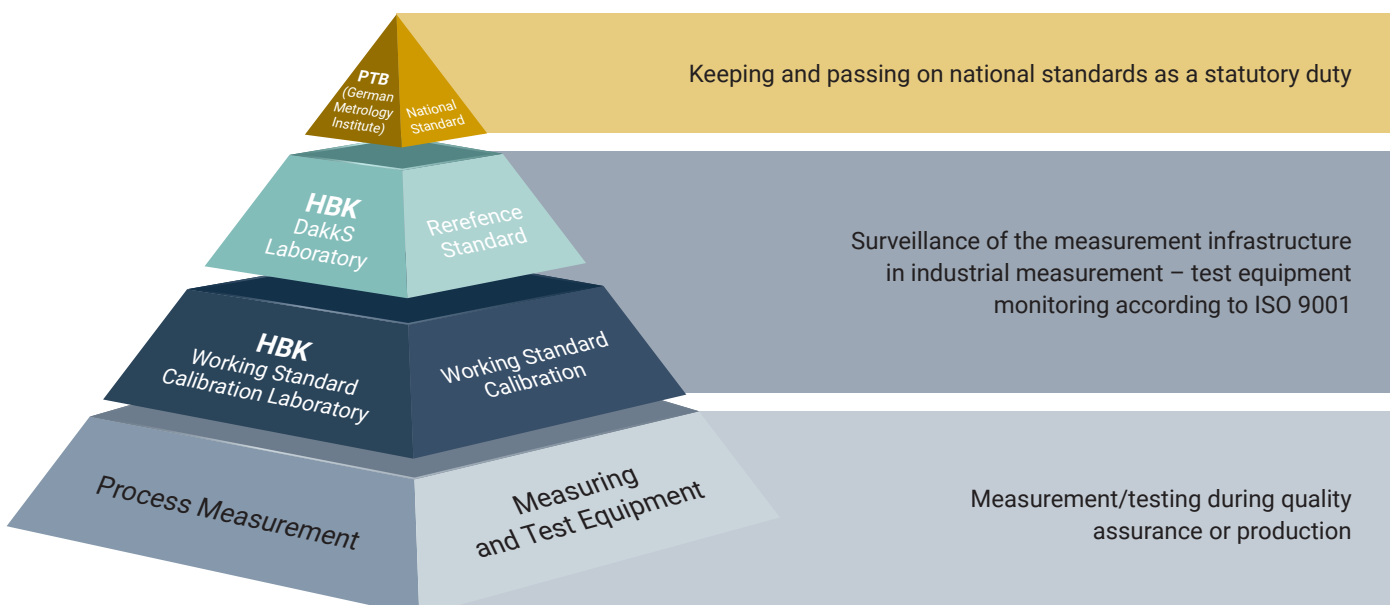 PTB
(German
Metrology
Institute)
National
Standard
Keeping and passing on national standards as a statutory duty
HBK
DakkS
Laboratory
Rerefence
Standard
Surveillance of the measurement infrastructure
in industrial measurement – test equipment
monitoring according to ISO 9001
HBK
Working Standard
Calibration Laboratory
Working Standard
Calibration
Process Measurement
Measuring
and Test Equipment
Measurement/testing during quality
assurance or production